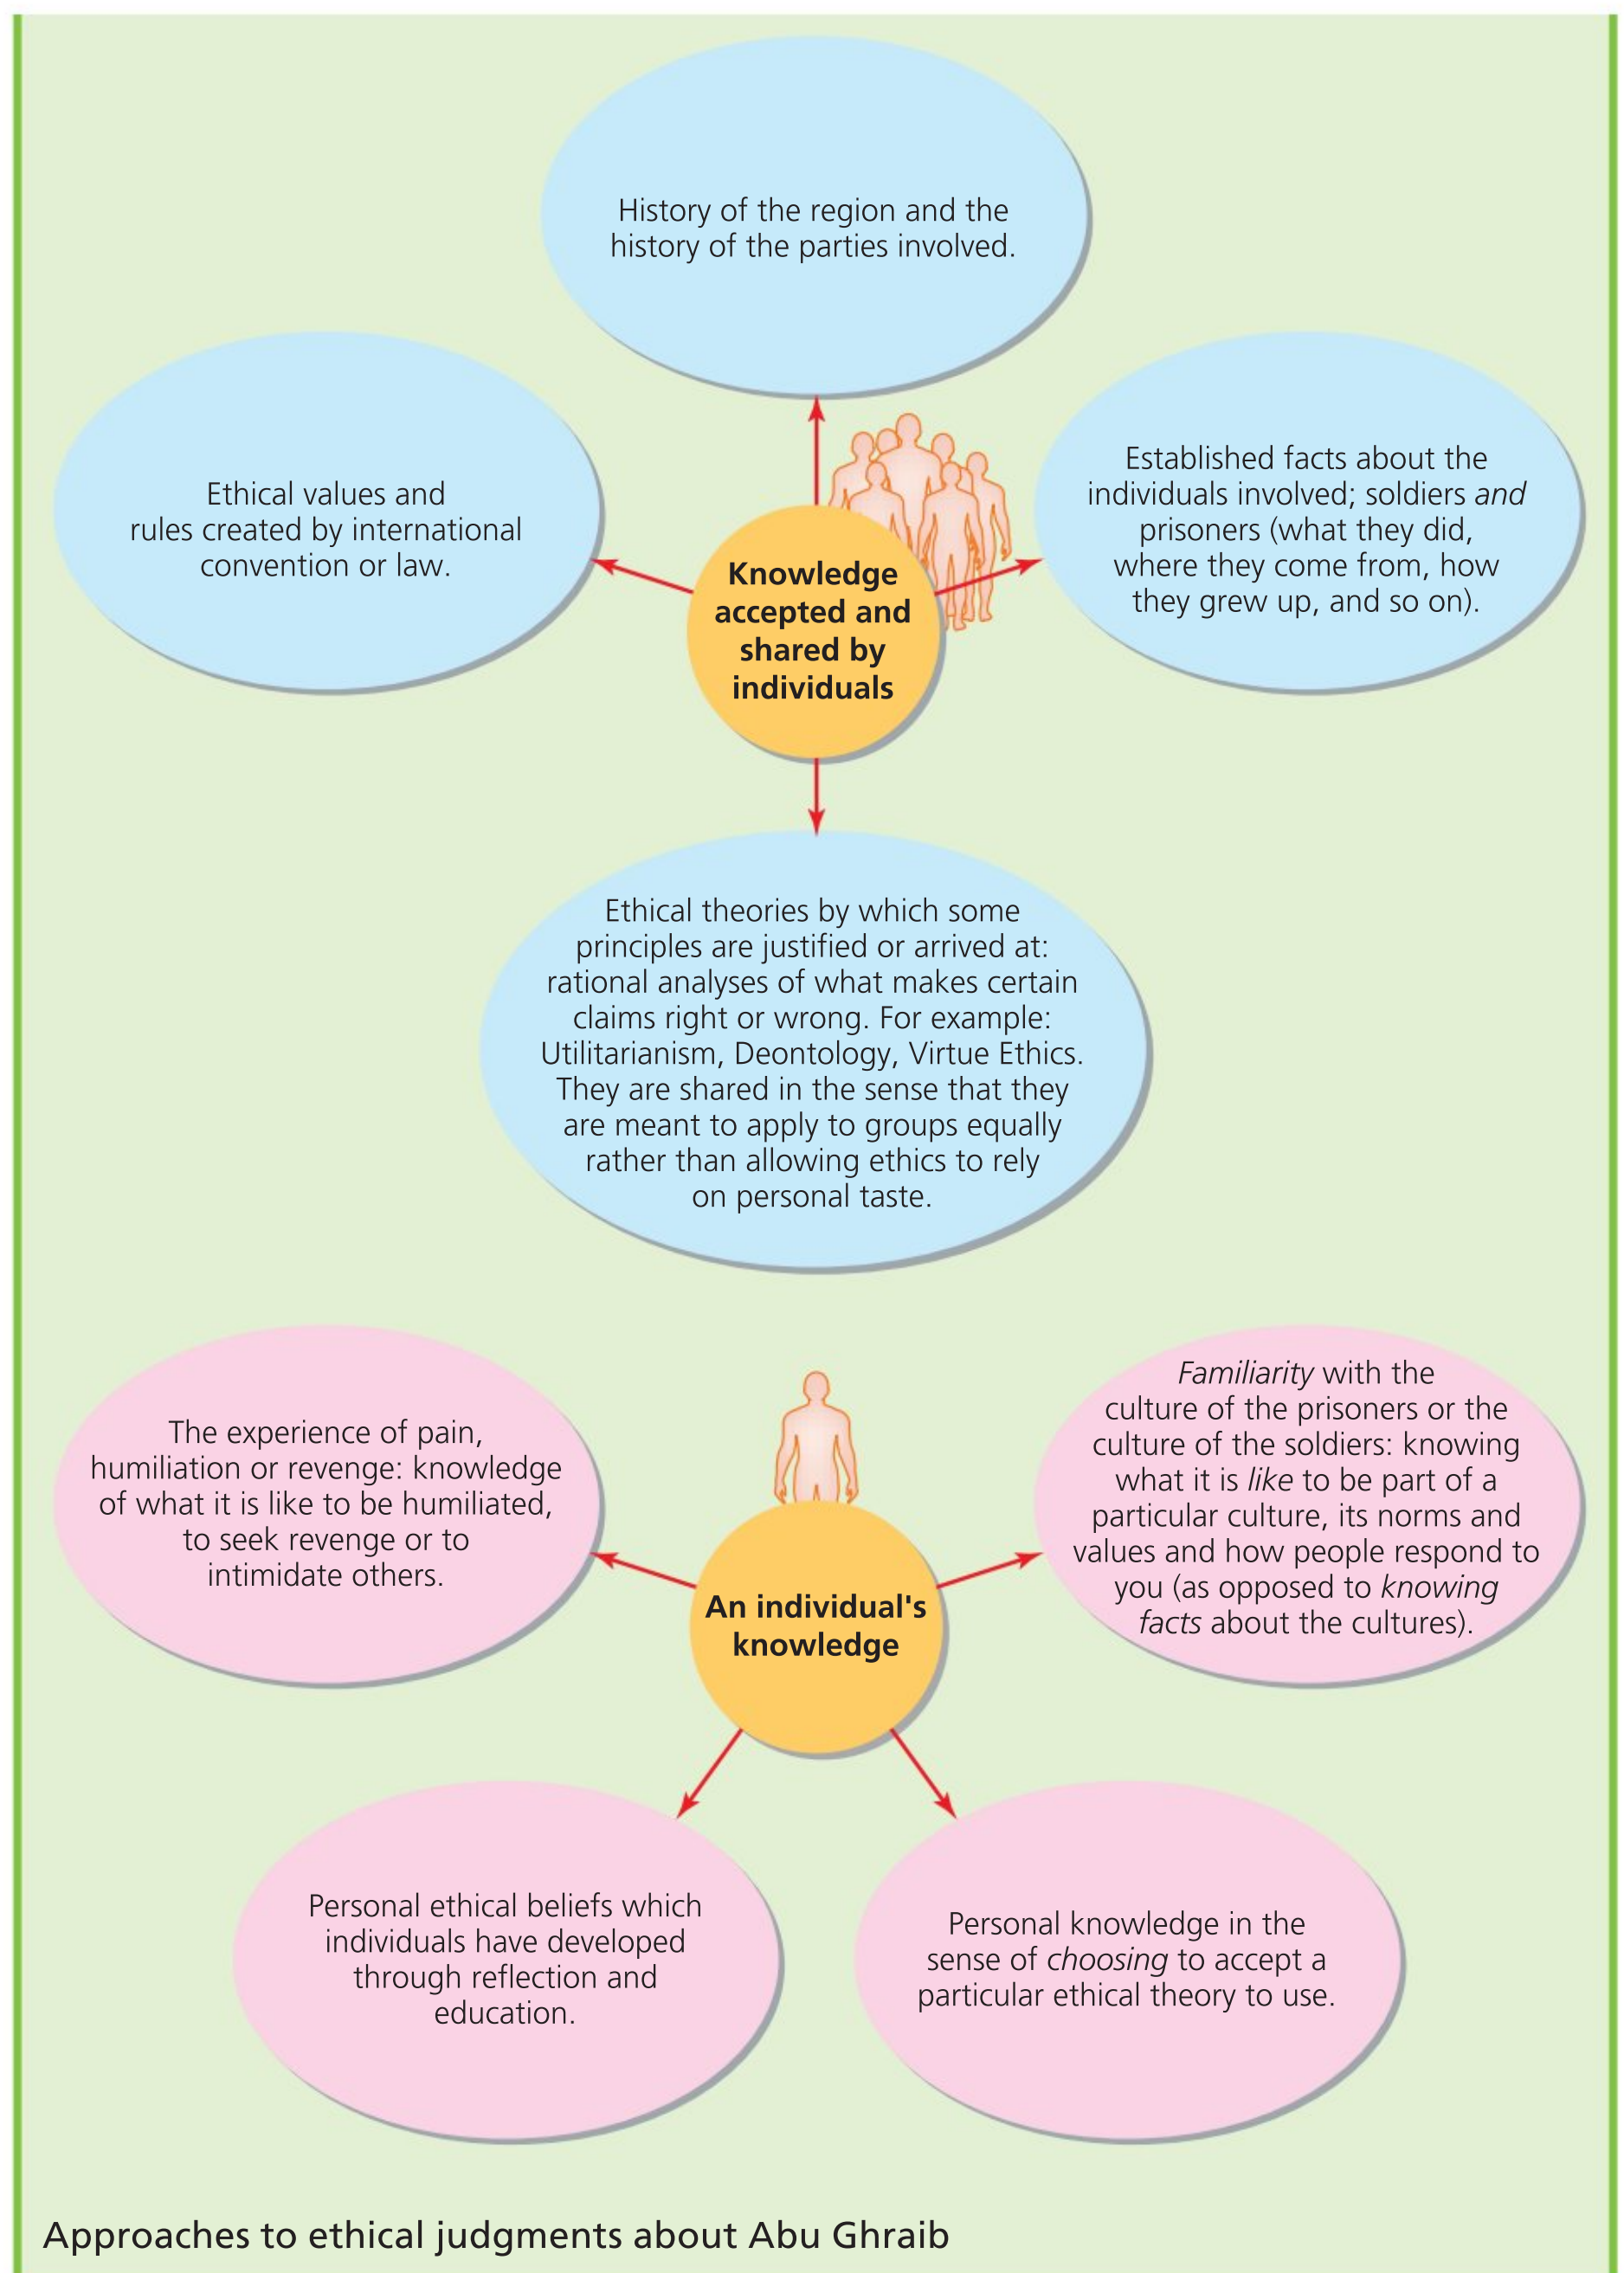 History of the region and the
history of the parties involved.
Ethical values and
rules created by international
convention or law.
Established facts about the
individuals involved; soldiers and
prisoners (what they did,
where they come from, how
they grew up, and so on).
Knowledge
accepted and
shared by
individuals
Ethical theories by which some
principles are justified or arrived at:
rational analyses of what makes certain
claims right or wrong. For example:
Utilitarianism, Deontology, Virtue Ethics.
They are shared in the sense that they
are meant to apply to groups equally
rather than allowing ethics to rely
on personal taste.
The experience of pain,
humiliation or revenge: knowledge
of what it is like to be humiliated,
to seek revenge or to
intimidate others.
Familiarity with the
culture of the prisoners or the
culture of the soldiers: knowing
what it is like to be part of a
particular culture, its norms and
values and how people respond to
you (as opposed to knowing
facts about the cultures).
An individual's
knowledge
Personal ethical beliefs which
individuals have developed
through reflection and
education.
Personal knowledge in the
sense of choosing to accept a
particular ethical theory to use.
Approaches to ethical judgments about Abu Ghraib